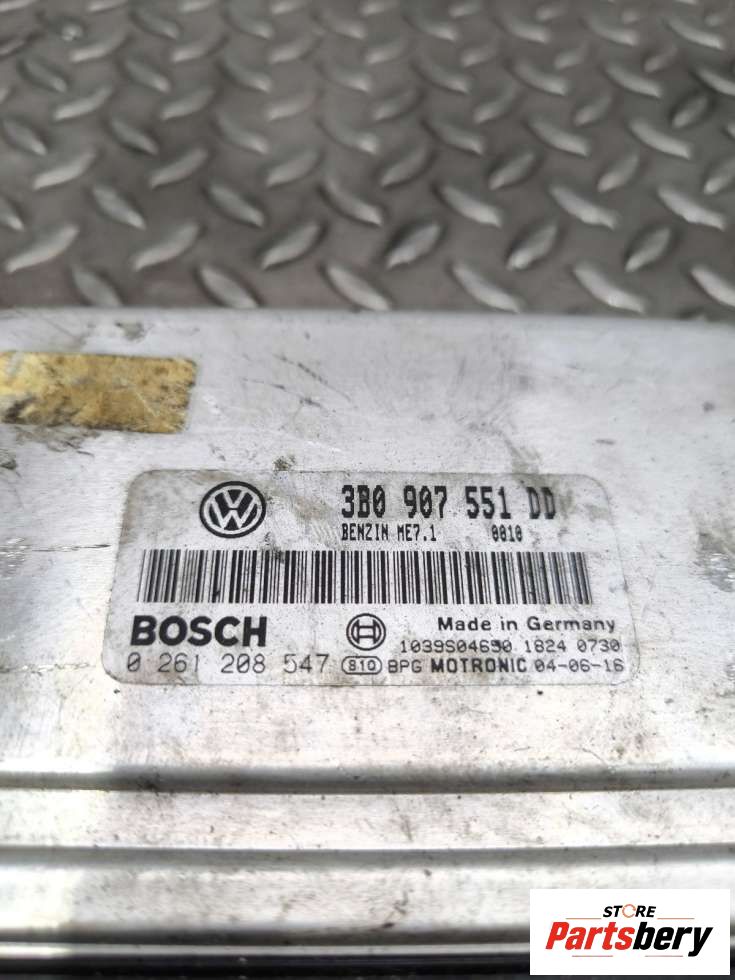 3B0 907 551 DD
BENZIN ME7.1 0010
BOSCH
Made in Germany
1039S04650 1824 0730
0 261 208 547 S10 BPG MOTRONIC 04-06-16
STORE
Partsbery